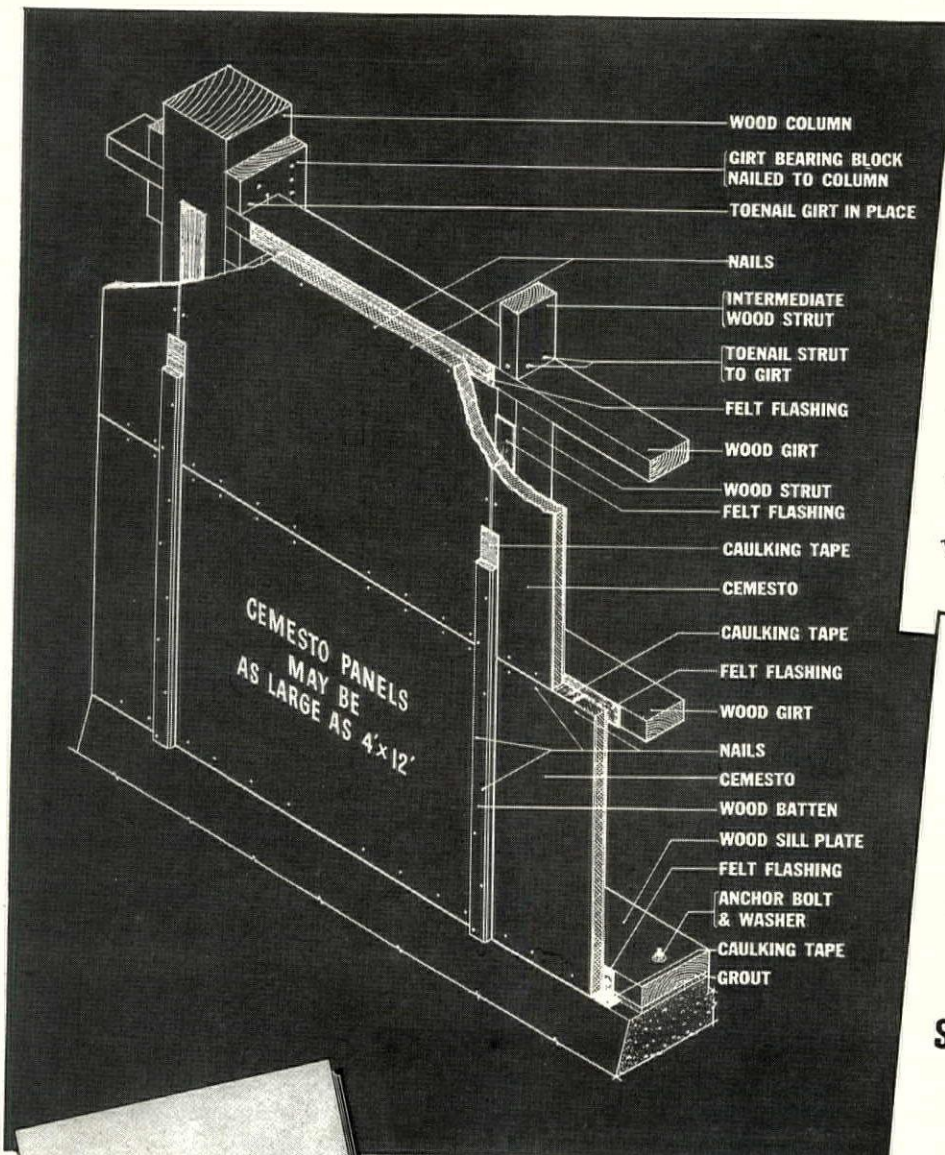 WOOD COLUMN
GIRT BEARING BLOCK
NAILED TO COLUMN
TOENAIL GIRT IN PLACE
NAILS
INTERMEDIATE
WOOD STRUT
TOENAIL STRUT
TO GIRT
FELT FLASHING
WOOD GIRT
WOOD STRUT
FELT FLASHING
CAULKING TAPE
CEMESTO
CAULKING TAPE
FELT FLASHING
WOOD GIRT
NAILS
CEMESTO
WOOD BATTEN
WOOD SILL PLATE
FELT FLASHING
ANCHOR BOLT
& WASHER
CAULKING TAPE
GROUT
CEMESTO PANELS
MAY BE
AS LARGE AS 4'×12'
S